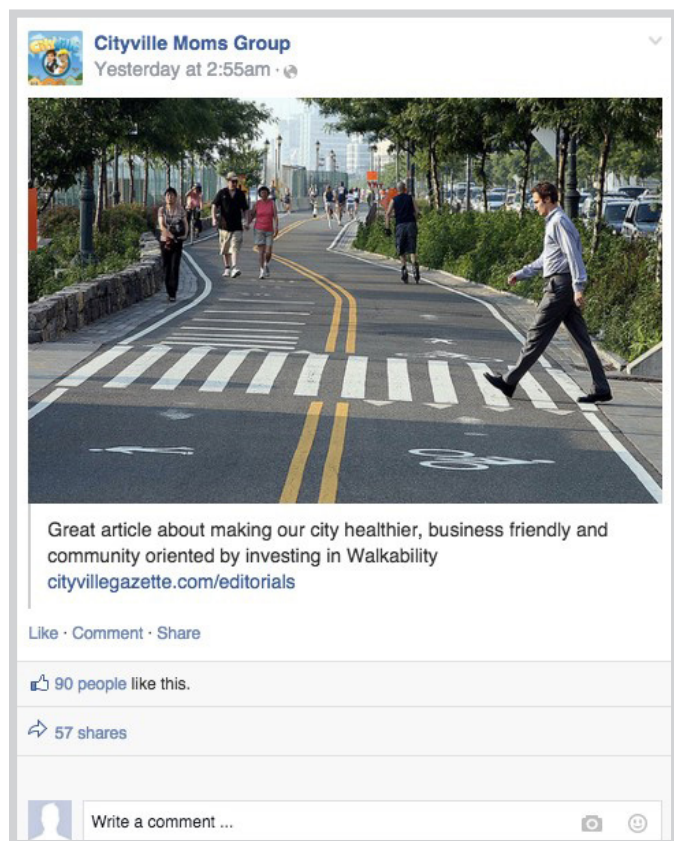 Cityville Moms Group
Yesterday at 2:55am ·
Great article about making our city healthier, business friendly and
community oriented by investing in Walkability
cityvillegazette.com/editorials
Like · Comment · Share
90 people like this.
57 shares
Write a comment ...